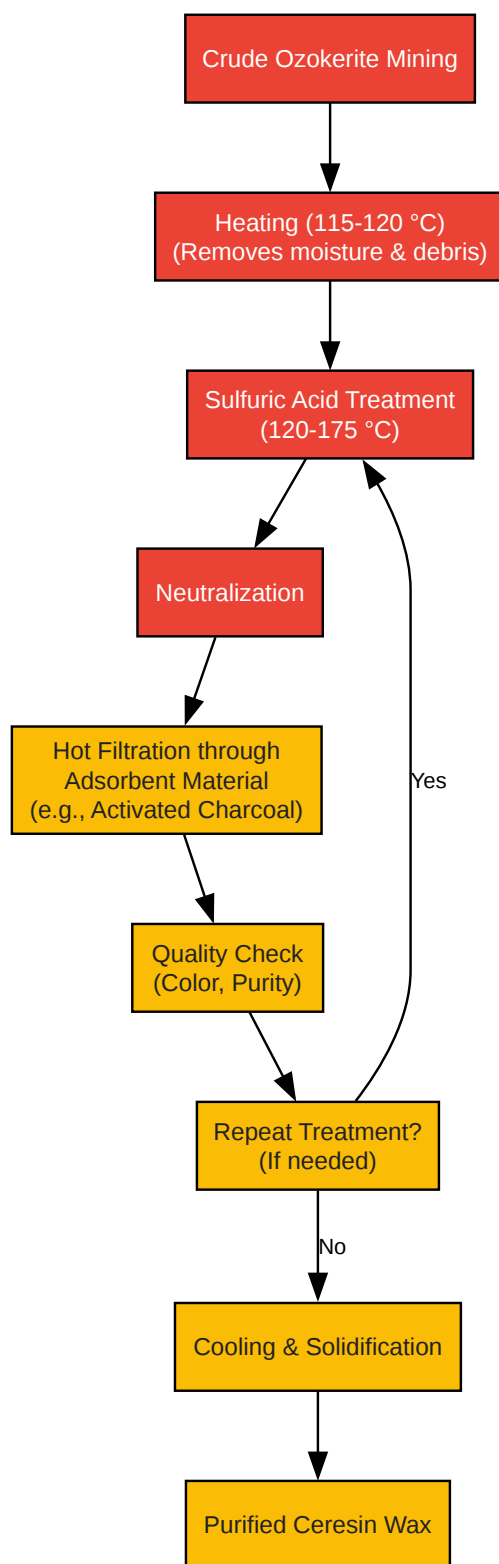 Crude Ozokerite Mining
Heating (115-120 °C)
(Removes moisture & debris)
Sulfuric Acid Treatment
(120-175 °C)
Neutralization
Hot Filtration through
Adsorbent Material
(e.g., Activated Charcoal)
Yes
Quality Check
(Color, Purity)
Repeat Treatment?
(If needed)
No
Cooling & Solidification
Purified Ceresin Wax